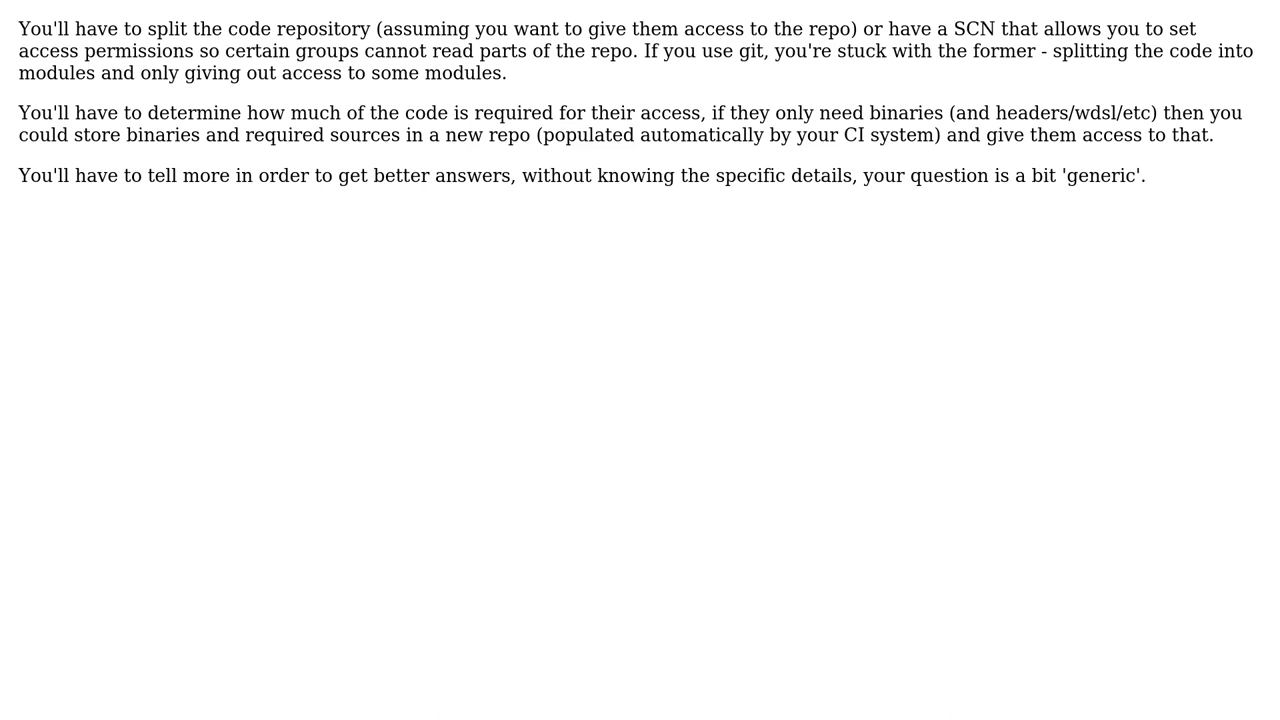 You'll have to split the code repository (assuming you want to give them access to the repo) or have a SCN that allows you to set
access permissions so certain groups cannot read parts of the repo. If you use git, you're stuck with the former - splitting the code into
modules and only giving out access to some modules.
You'll have to determine how much of the code is required for their access, if they only need binaries (and headers/wdsl/etc) then you
could store binaries and required sources in a new repo (populated automatically by your CI system) and give them access to that.
You'll have to tell more in order to get better answers, without knowing the specific details, your question is a bit 'generic'.